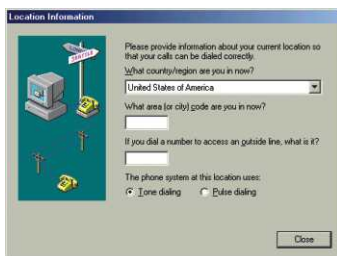 Location Information
Please provide information about your current location so
that your calls can be dialed correctly.
What country/region are you in now?
United States of America
What area (or city) code are you in now?
If you dial a number to access an outside line, what is it?
The phone system at this location uses:
Tone dialing Pulse dialing
Close